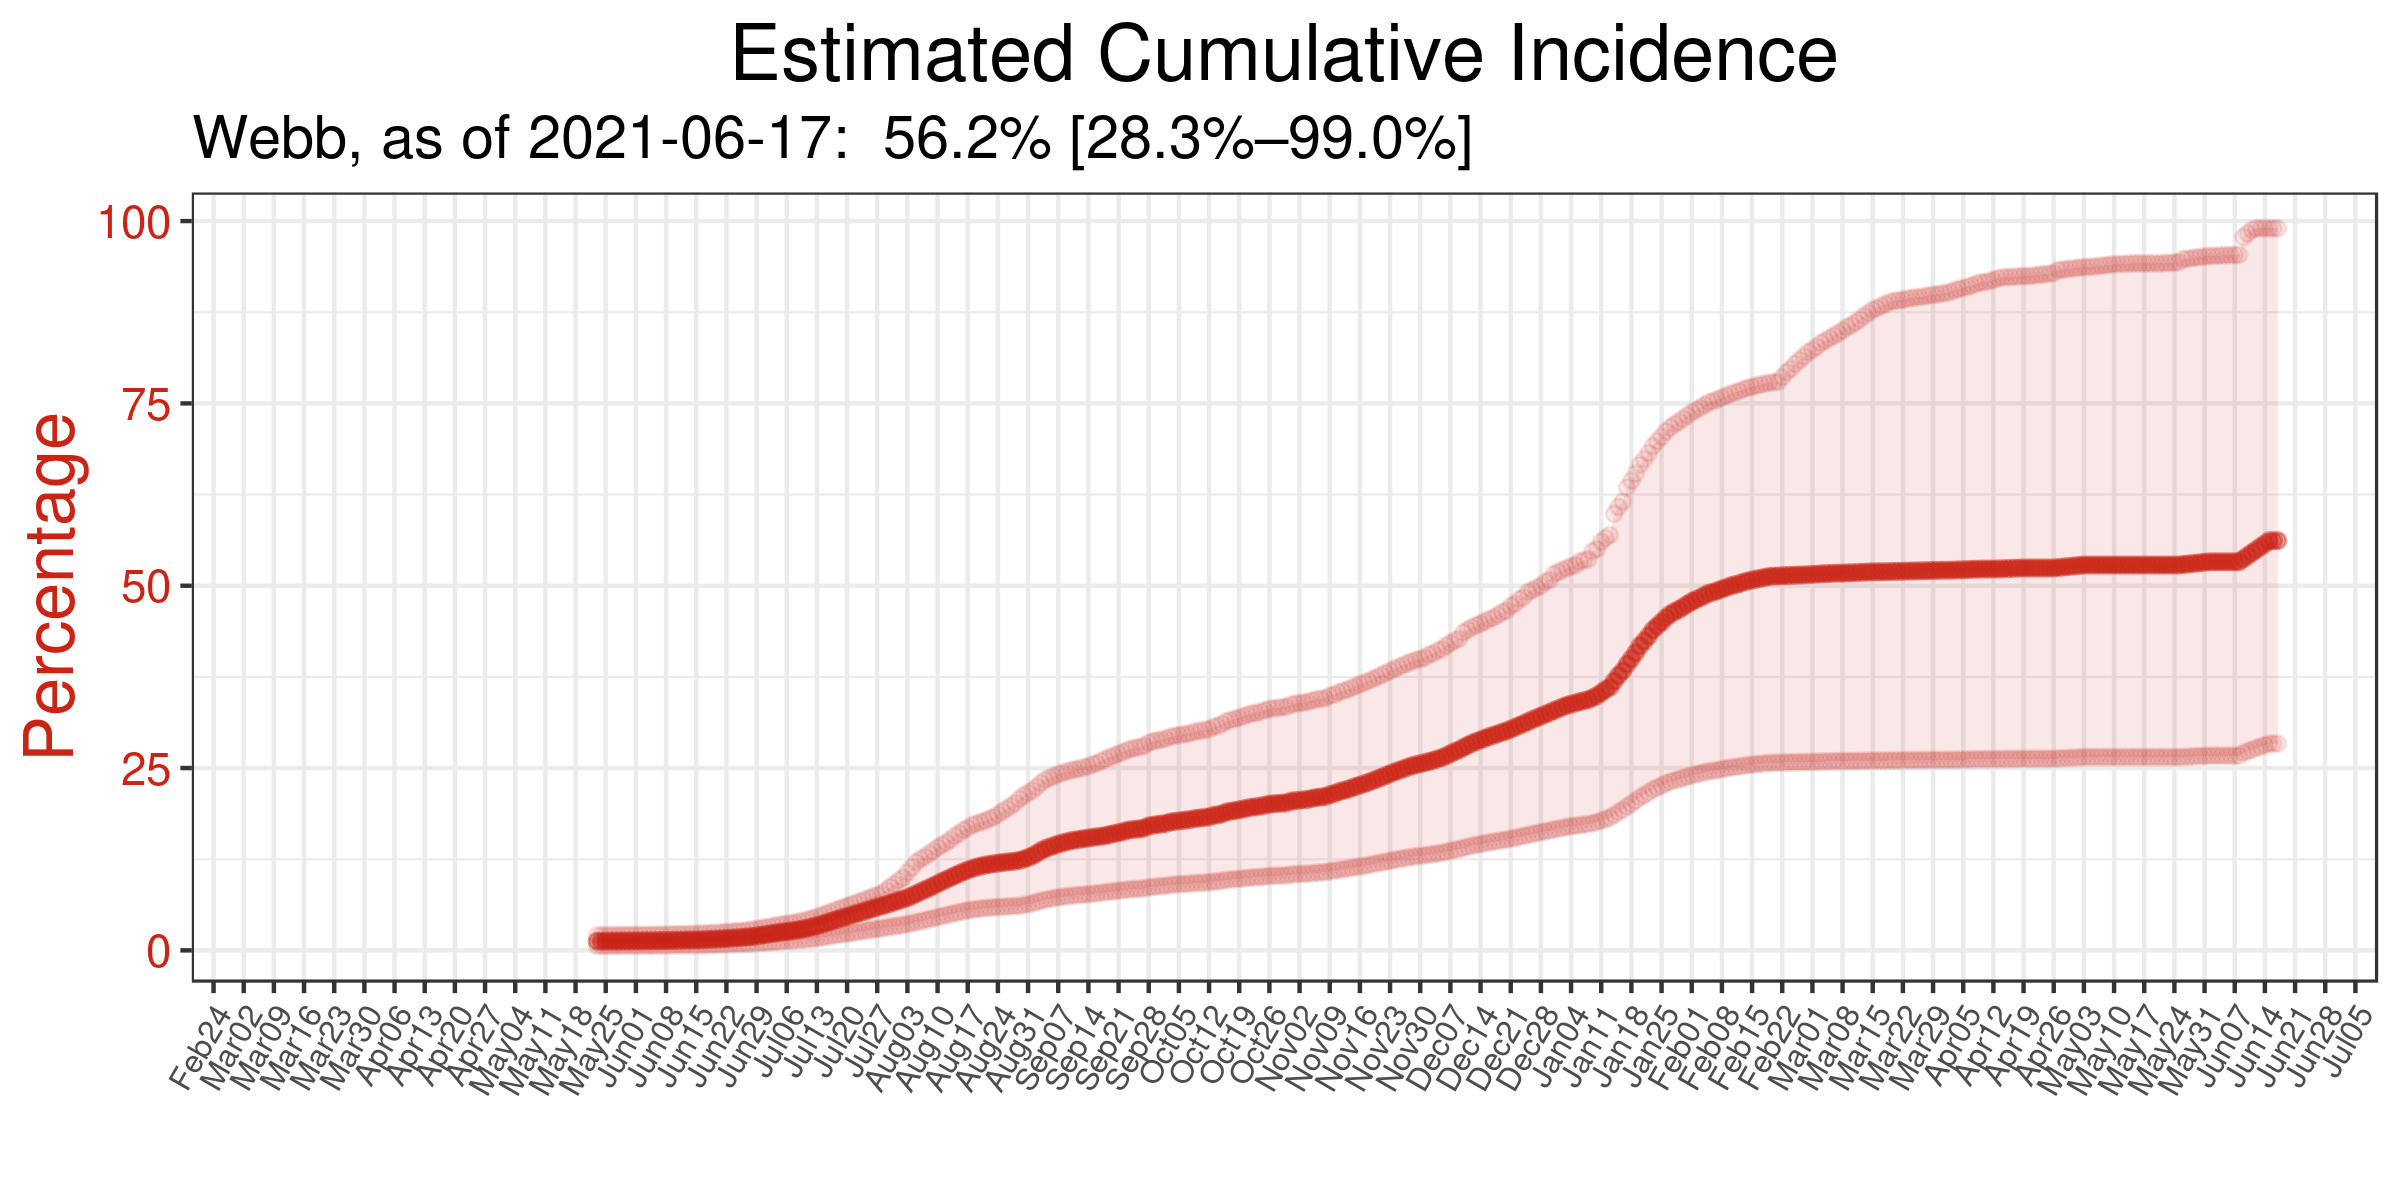 Estimated Cumulative Incidence
Webb, as of 2021-06-17:  56.2% [28.3%–99.0%]
Percentage
100
75
50
25
0
Feb24
Mar02
Mar09
Mar16
Mar23
Mar30
Apr06
Apr13
Apr20
Apr27
May04
May11
May18
May25
Jun01
Jun08
Jun15
Jun22
Jun29
Jul06
Jul13
Jul20
Jul27
Aug03
Aug10
Aug17
Aug24
Aug31
Sep07
Sep14
Sep21
Sep28
Oct05
Oct12
Oct19
Oct26
Nov02
Nov09
Nov16
Nov23
Nov30
Dec07
Dec14
Dec21
Dec28
Jan04
Jan11
Jan18
Jan25
Feb01
Feb08
Feb15
Feb22
Mar01
Mar08
Mar15
Mar22
Mar29
Apr05
Apr12
Apr19
Apr26
May03
May10
May17
May24
May31
Jun07
Jun14
Jun21
Jun28
Jul05